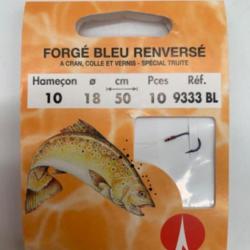 FORGÉ BLEU RENVERSÉ
A CRAN, COLLE ET VERNIS - SPÉCIAL TRUITE
Hameçon ø cm Pces Réf.
10 18 50 10 9333 BL